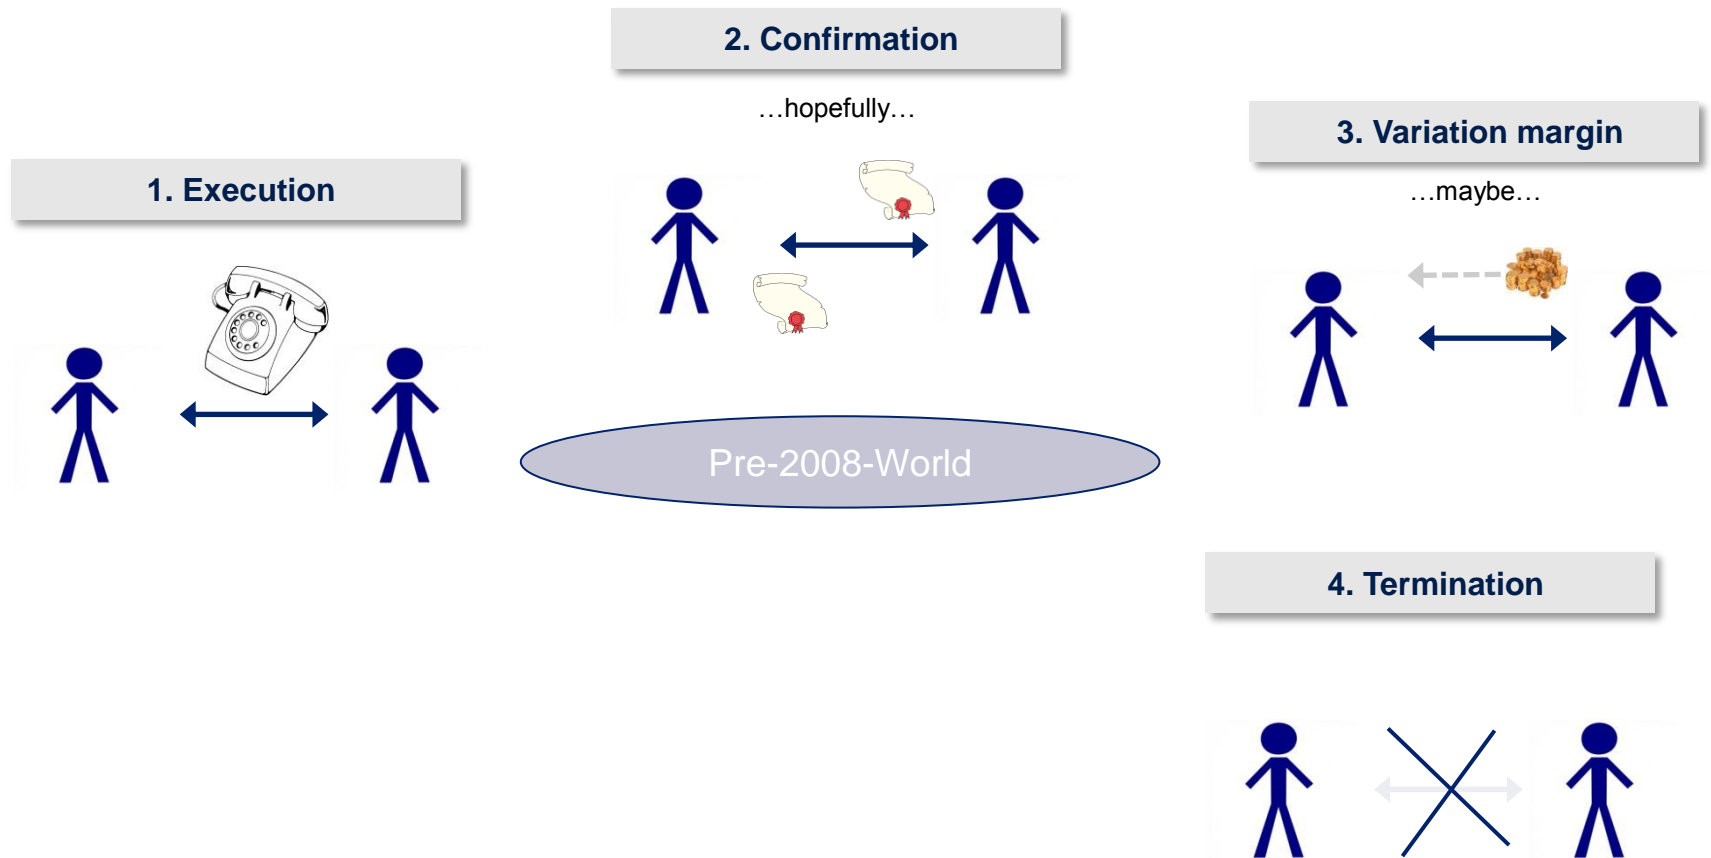 1. Execution
2. Confirmation
…hopefully…
3. Variation margin
…maybe…
Pre-2008-World
4. Termination